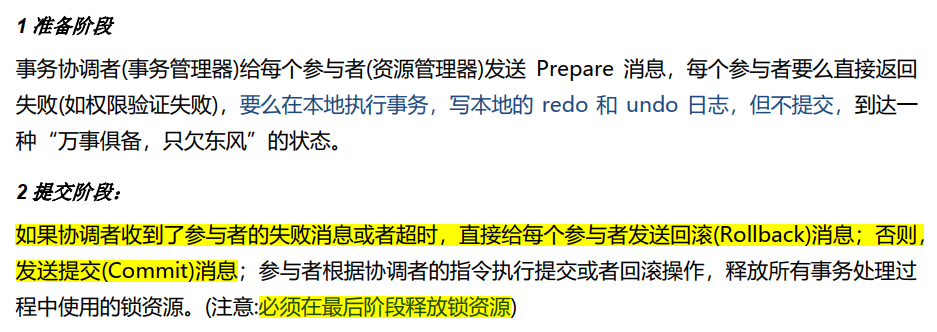 1 准备阶段
事务协调者(事务管理器)给每个参与者(资源管理器)发送 Prepare 消息，每个参与者要么直接返回
失败(如权限验证失败)，要么在本地执行事务，写本地的 redo 和 undo 日志，但不提交，到达一
种“万事俱备，只欠东风”的状态。
2 提交阶段：
如果协调者收到了参与者的失败消息或者超时，直接给每个参与者发送回滚(Rollback)消息；否则，
发送提交(Commit)消息；参与者根据协调者的指令执行提交或者回滚操作，释放所有事务处理过
程中使用的锁资源。(注意:必须在最后阶段释放锁资源)